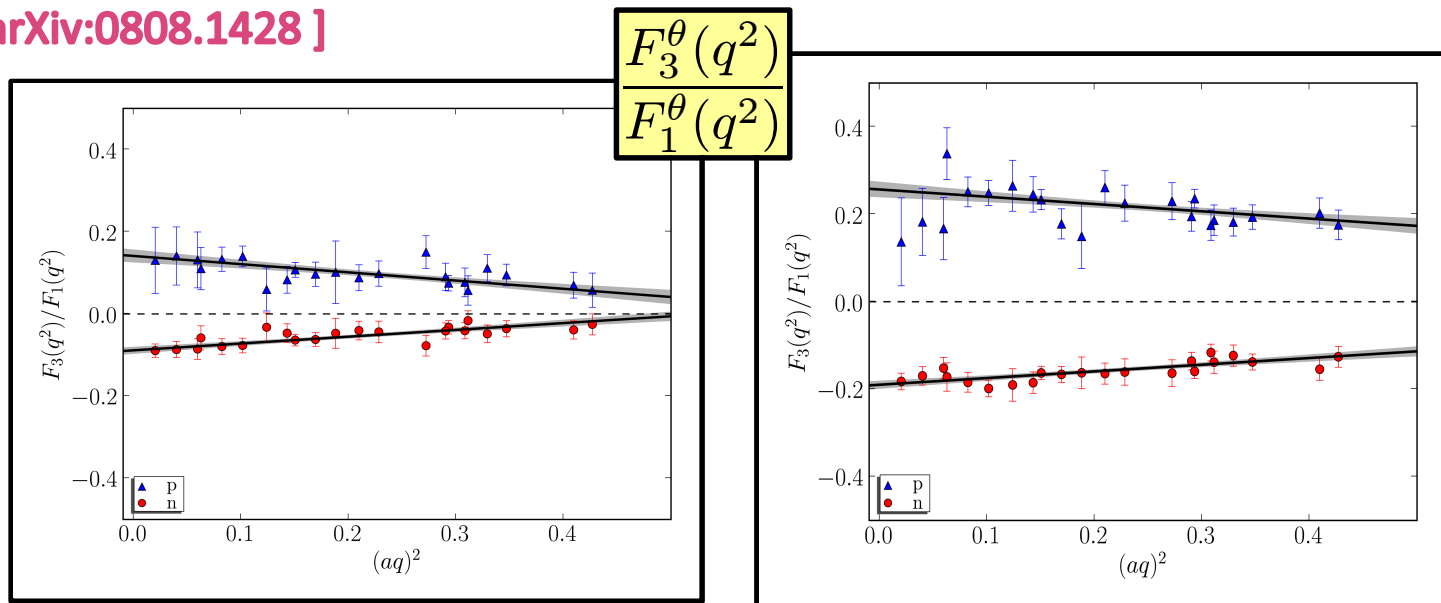 arXiv:0808.1428 ]
F_3^θ(q^2)
F_1^θ(q^2)
F_3(q^2)/F_1(q^2)
0.4
0.2
0.0
−0.2
−0.4
p
n
0.0 0.1 0.2 0.3 0.4
(aq)^2
F_3(q^2)/F_1(q^2)
0.4
0.2
0.0
−0.2
−0.4
p
n
0.0 0.1 0.2 0.3 0.4
(aq)^2